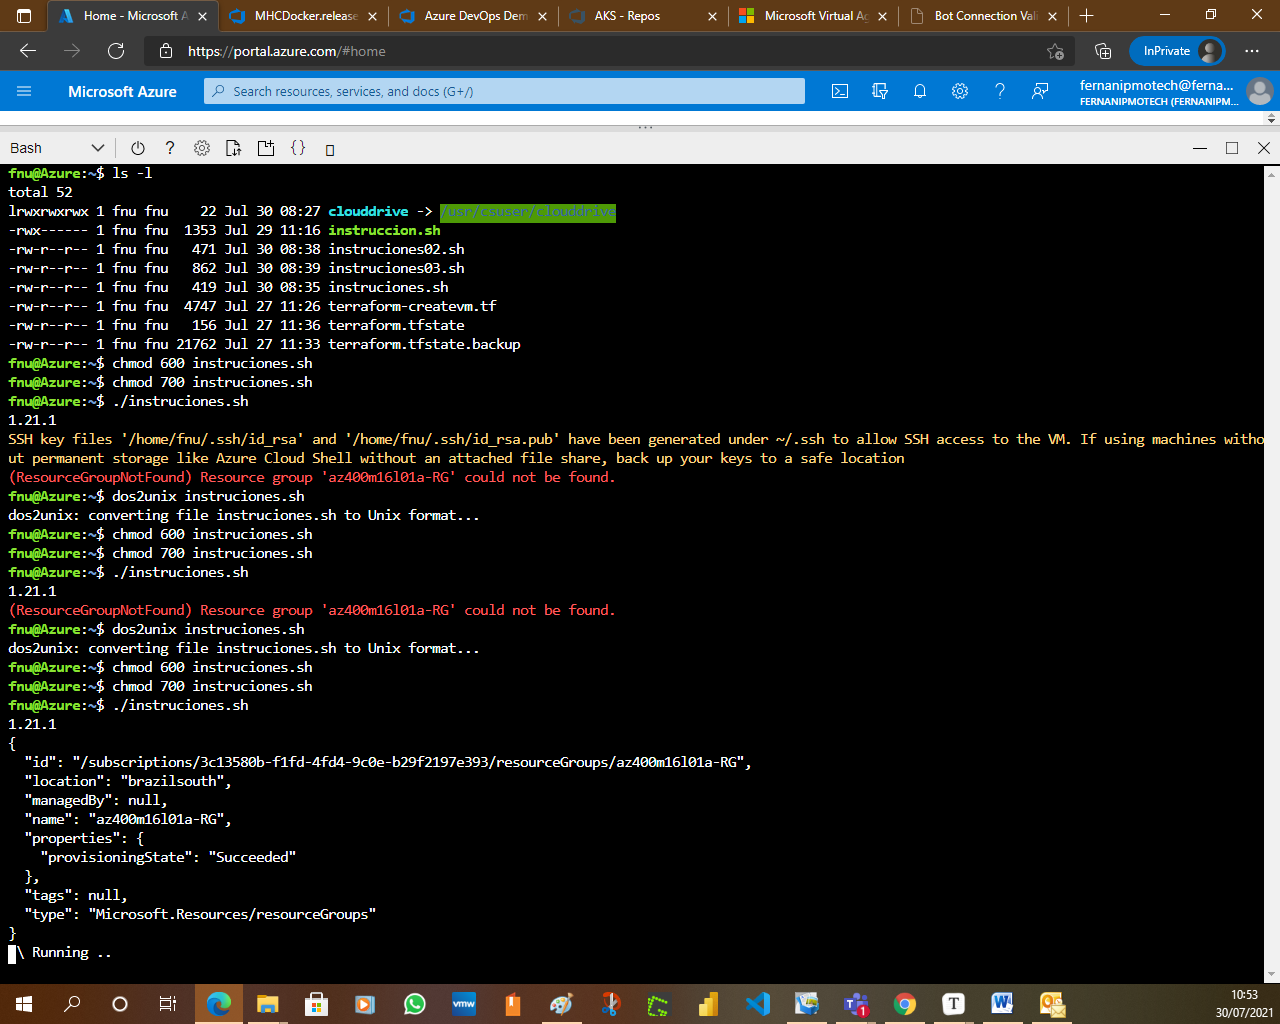 Home - Microsoft A
MHCDocker.release
Azure DevOps Dem
AKS - Repos
Microsoft Virtual Ag
Bot Connection Vali
https://portal.azure.com/#home
InPrivate
Microsoft Azure
Search resources, services, and docs (G+/)
fernanipmotech@ferna...
FERNANIPMOTECH (FERNANIPM...
Bash
fnu@Azure:~$ ls -l
total 52
lrwxrwxrwx 1 fnu fnu    22 Jul 30 08:27 clouddrive -> /usr/csuser/clouddrive
-rwx------ 1 fnu fnu  1353 Jul 29 11:16 instruccion.sh
-rw-r--r-- 1 fnu fnu   471 Jul 30 08:38 instruciones02.sh
-rw-r--r-- 1 fnu fnu   862 Jul 30 08:39 instruciones03.sh
-rw-r--r-- 1 fnu fnu   419 Jul 30 08:35 instruciones.sh
-rw-r--r-- 1 fnu fnu  4747 Jul 27 11:26 terraform-createvm.tf
-rw-r--r-- 1 fnu fnu   156 Jul 27 11:36 terraform.tfstate
-rw-r--r-- 1 fnu fnu 21762 Jul 27 11:33 terraform.tfstate.backup
fnu@Azure:~$ chmod 600 instruciones.sh
fnu@Azure:~$ chmod 700 instruciones.sh
fnu@Azure:~$ ./instruciones.sh
1.21.1
SSH key files '/home/fnu/.ssh/id_rsa' and '/home/fnu/.ssh/id_rsa.pub' have been generated under ~/.ssh to allow SSH access to the VM. If using machines witho
ut permanent storage like Azure Cloud Shell without an attached file share, back up your keys to a safe location
(ResourceGroupNotFound) Resource group 'az400m16l01a-RG' could not be found.
fnu@Azure:~$ dos2unix instruciones.sh
dos2unix: converting file instruciones.sh to Unix format...
fnu@Azure:~$ chmod 600 instruciones.sh
fnu@Azure:~$ chmod 700 instruciones.sh
fnu@Azure:~$ ./instruciones.sh
1.21.1
(ResourceGroupNotFound) Resource group 'az400m16l01a-RG' could not be found.
fnu@Azure:~$ dos2unix instruciones.sh
dos2unix: converting file instruciones.sh to Unix format...
fnu@Azure:~$ chmod 600 instruciones.sh
fnu@Azure:~$ chmod 700 instruciones.sh
fnu@Azure:~$ ./instruciones.sh
1.21.1
{
  "id": "/subscriptions/3c13580b-f1fd-4fd4-9c0e-b29f2197e393/resourceGroups/az400m16l01a-RG",
  "location": "brazilsouth",
  "managedBy": null,
  "name": "az400m16l01a-RG",
  "properties": {
    "provisioningState": "Succeeded"
  },
  "tags": null,
  "type": "Microsoft.Resources/resourceGroups"
}
\ Running ..
10:53
30/07/2021